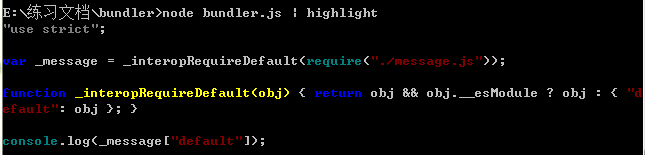 E:\练习文档\bundler>node bundler.js | highlight
"use strict";
var _message = _interopRequireDefault(require("./message.js"));
function _interopRequireDefault(obj) { return obj && obj.__esModule ? obj : { "d
efault": obj }; }
console.log(_message["default"]);